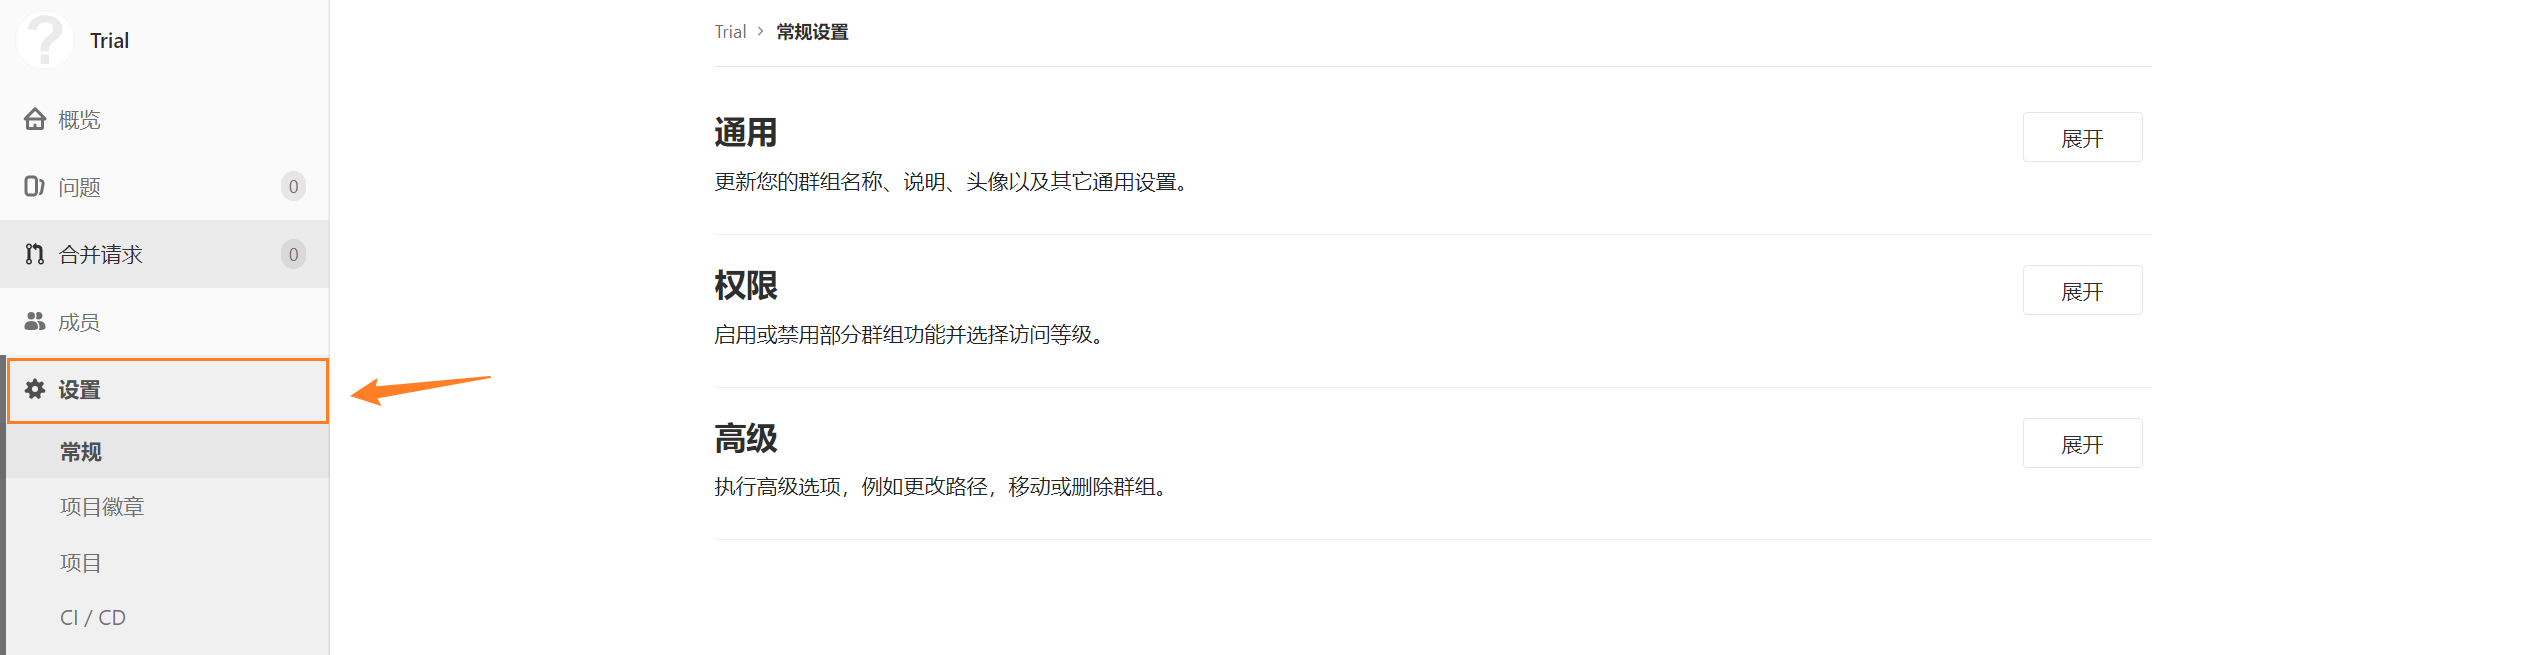 Trial
概览
问题 0
合并请求 0
成员
设置
常规
项目徽章
项目
CI / CD
Trial > 常规设置
通用
展开
更新您的群组名称、说明、头像以及其它通用设置。
权限
展开
启用或禁用部分群组功能并选择访问等级。
高级
展开
执行高级选项，例如更改路径，移动或删除群组。